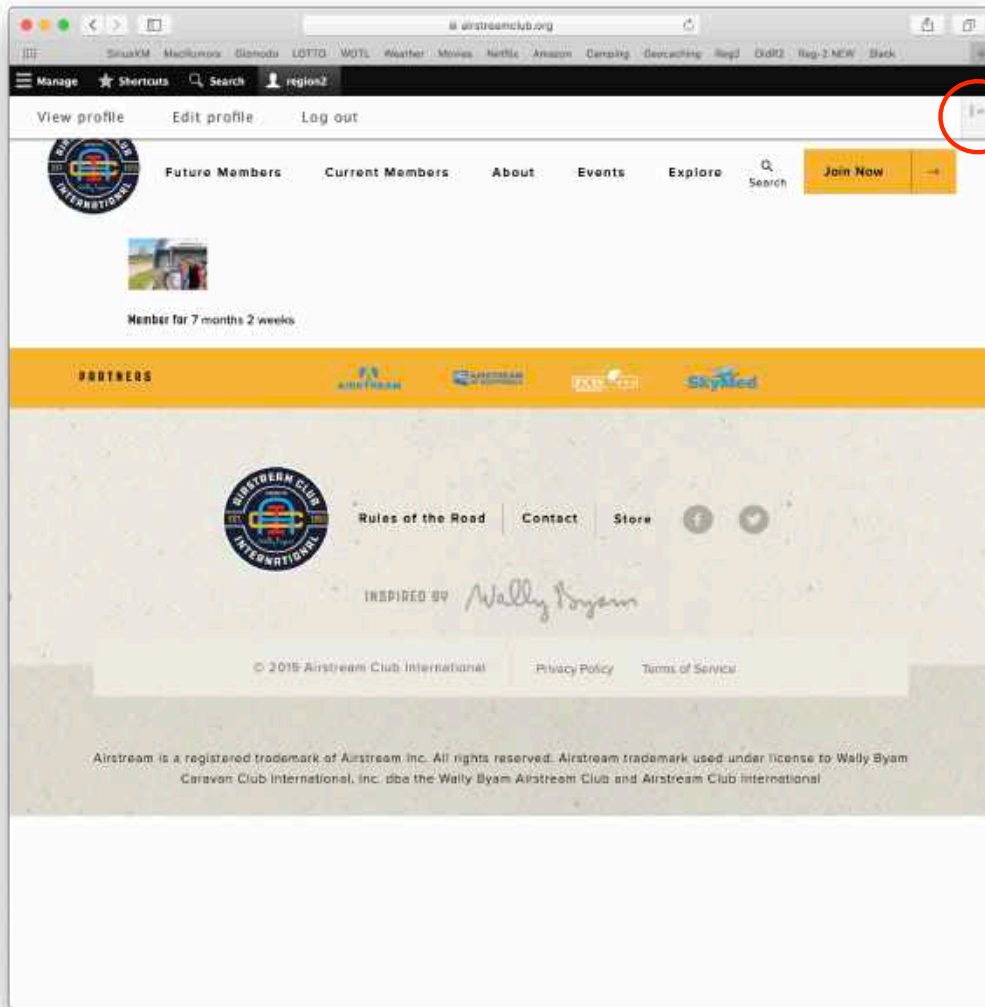 airstreamclub.org
SiriusXM MacRumors Gizmodo LOTTO WOTL Weather Movies Netflix Amazon Camping Geocaching Reg2 OldR2 Reg-2 NEW Slack
Manage Shortcuts Search region2
View profile Edit profile Log out
Future Members Current Members About Events Explore Search Join Now →
Member for 7 months 2 weeks
PARTNERS AIRSTREAM SkyMed
AIRSTREAM CLUB INTERNATIONAL
Rules of the Road Contact Store
INSPIRED BY Wally Byam
© 2019 Airstream Club International Privacy Policy Terms of Service
Airstream is a registered trademark of Airstream Inc. All rights reserved. Airstream trademark used under license to Wally Byam
Caravan Club International, Inc. dba the Wally Byam Airstream Club and Airstream Club International